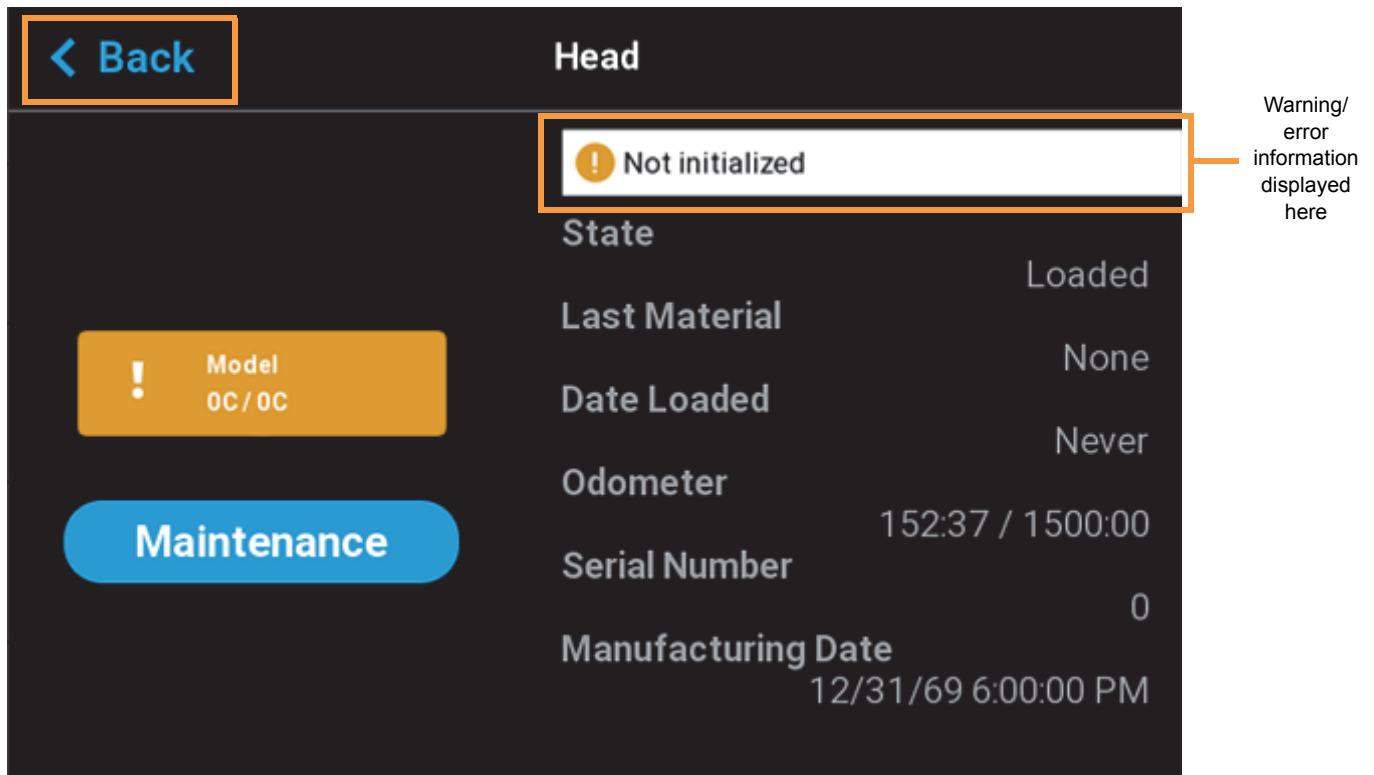 Back
Head
Warning/
error
information
displayed
here
! Not initialized
State
Loaded
Last Material
None
Date Loaded
Never
Odometer
152:37 / 1500:00
Serial Number
0
Manufacturing Date
12/31/69 6:00:00 PM
! Model
0C / 0C
Maintenance